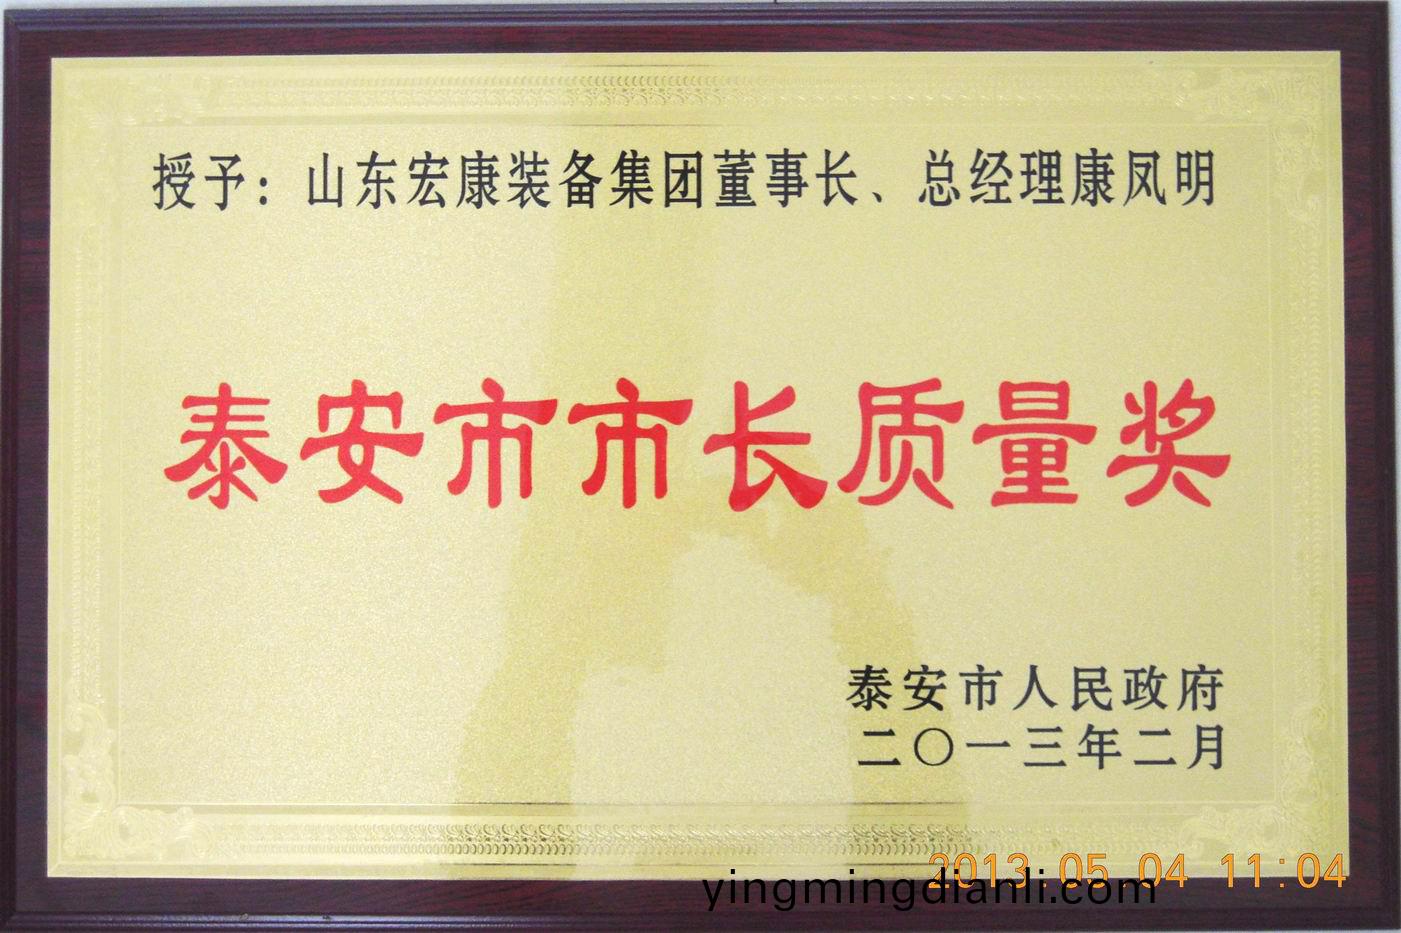 授予：山东宏康装备集团董事长、总经理康凤明
泰安市市长质量奖
泰安市人民政府
二〇一三年二月
2013.05.04 11:04
yingmingdianli.com